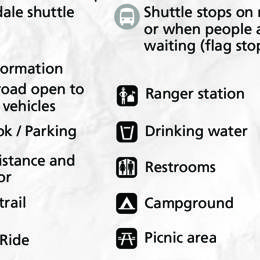 dale shuttle
Shuttle stops on
or when people a
waiting (flag stop
ormation
road open to
vehicles
Ranger station
ok / Parking
Drinking water
istance and
or
Restrooms
trail
Campground
Ride
Picnic area